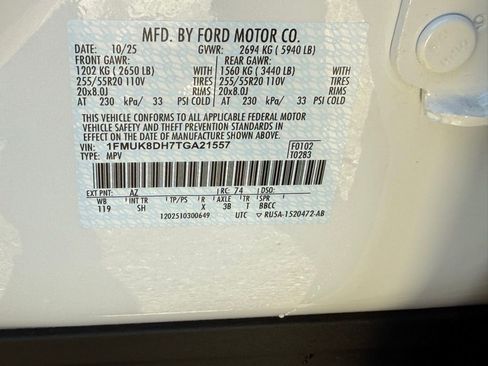 MFD. BY FORD MOTOR CO.
DATE: 10/25 GVWR: 2694 KG (5940 LB)
FRONT GAWR: REAR GAWR:
1202 KG (2650 LB) WITH 1560 KG (3440 LB) WITH
255/55R20 110V TIRES 255/55R20 110V TIRES
20x8.0J RIMS 20x8.0J RIMS
AT 230 kPa/ 33 PSI COLD AT 230 kPa/ 33 PSI COLD
THIS VEHICLE CONFORMS TO ALL APPLICABLE FEDERAL MOTOR
VEHICLE SAFETY AND THEFT PREVENTION STANDARDS IN
EFFECT ON THE DATE OF MANUFACTURE SHOWN ABOVE.
VIN: 1FMUK8DH7TGA21557 F0102
TYPE: MPV T0283
EXT PNT: AZ RC: 74 DSO:
WB INT TR TP/PS R AXLE TR SPR
119 SH X 3B T BBCC
1202510300649 UTC RU5A-1520472-AB